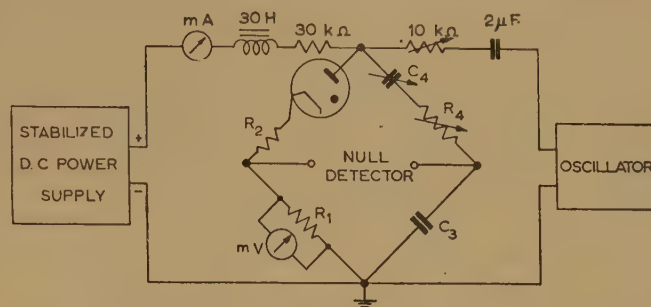 mA
30 H
30 kΩ
10 kΩ
2μF.
C4
R4
R2
STABILIZED
D.C POWER
SUPPLY
+
−
NULL
DETECTOR
OSCILLATOR
R1
mV
C3